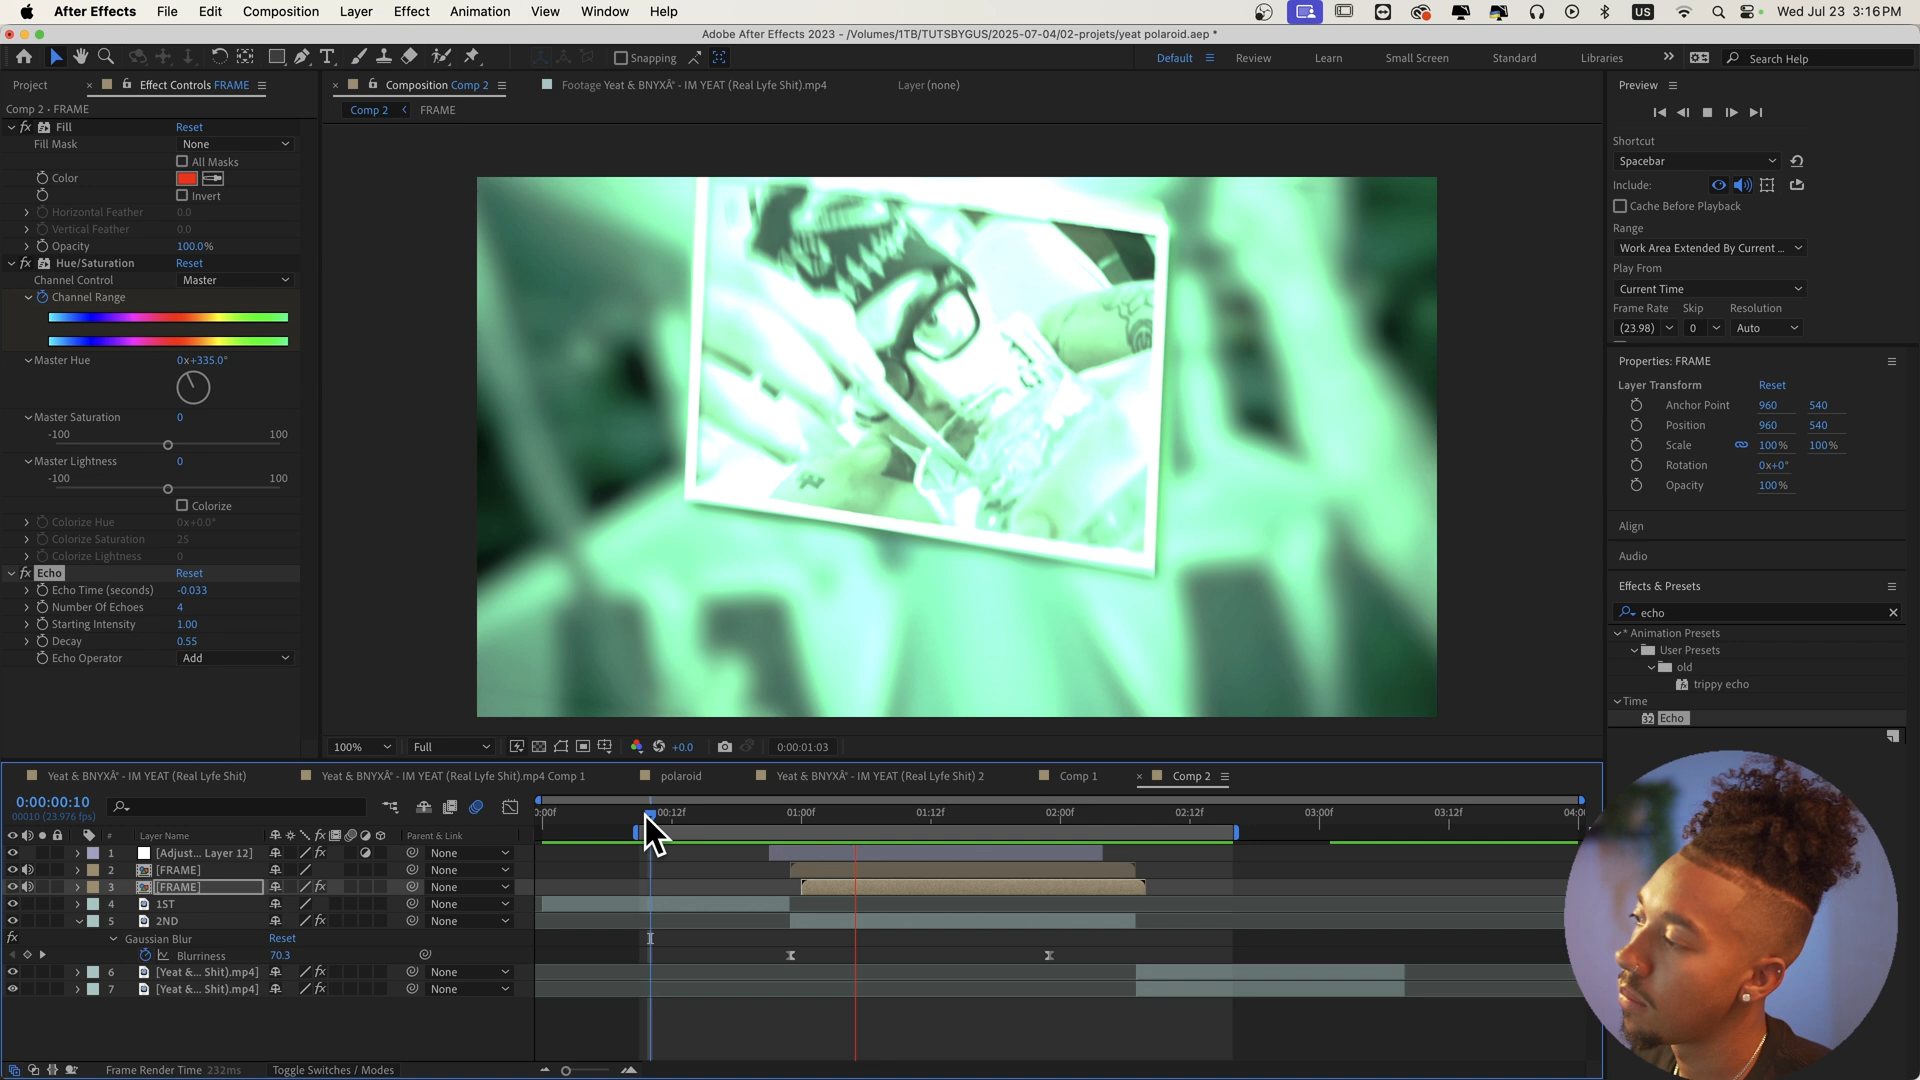 After Effects File Edit Composition Layer Effect Animation View Window Help US Wed Jul 23 3:16 PM
Adobe After Effects 2023 - /Volumes/1TB/TUTSBYGUS/2025-07-04/02-projets/yeat polaroid.aep *
Snapping Default Review Learn Small Screen Standard Libraries Search Help
Project Effect Controls FRAME Composition Comp 2 Footage Yeat & BNYXÂ° - IM YEAT (Real Lyfe Shit).mp4 Layer (none) Preview
Comp 2 • FRAME Comp 2 FRAME
Fill Reset
Fill Mask None
All Masks
Color
Invert
Horizontal Feather 0.0
Vertical Feather 0.0
Opacity 100.0%
Hue/Saturation Reset
Channel Control Master
Channel Range
Master Hue 0x+335.0°
Master Saturation 0
-100 100
Master Lightness 0
-100 100
Colorize
Colorize Hue 0x+0.0°
Colorize Saturation 25
Colorize Lightness 0
Echo Reset
Echo Time (seconds) -0.033
Number Of Echoes 4
Starting Intensity 1.00
Decay 0.55
Echo Operator Add
Shortcut
Spacebar
Include:
Cache Before Playback
Range
Work Area Extended By Current ...
Play From
Current Time
Frame Rate Skip Resolution
(23.98) 0 Auto
Properties: FRAME
Layer Transform Reset
Anchor Point 960 540
Position 960 540
Scale 100% 100%
Rotation 0x+0°
Opacity 100%
Align
Audio
Effects & Presets
echo
* Animation Presets
User Presets
old
trippy echo
Time
32 Echo
100% Full +0.0 0:00:01:03
Yeat & BNYXÂ° - IM YEAT (Real Lyfe Shit) Yeat & BNYXÂ° - IM YEAT (Real Lyfe Shit).mp4 Comp 1 polaroid Yeat & BNYXÂ° - IM YEAT (Real Lyfe Shit) 2 Comp 1 Comp 2
0:00:00:10
00010 (23.976 fps)
:00f 00:12f 01:00f 01:12f 02:00f 02:12f 03:00f 03:12f 04:0
# Layer Name fx Parent & Link
1 [Adjust... Layer 12] fx None
2 [FRAME] None
3 [FRAME] fx None
4 1ST None
5 2ND fx None
fx Gaussian Blur Reset
Blurriness 70.3
6 [Yeat &... Shit).mp4] fx None
7 [Yeat &... Shit).mp4] fx None
Frame Render Time 232ms Toggle Switches / Modes